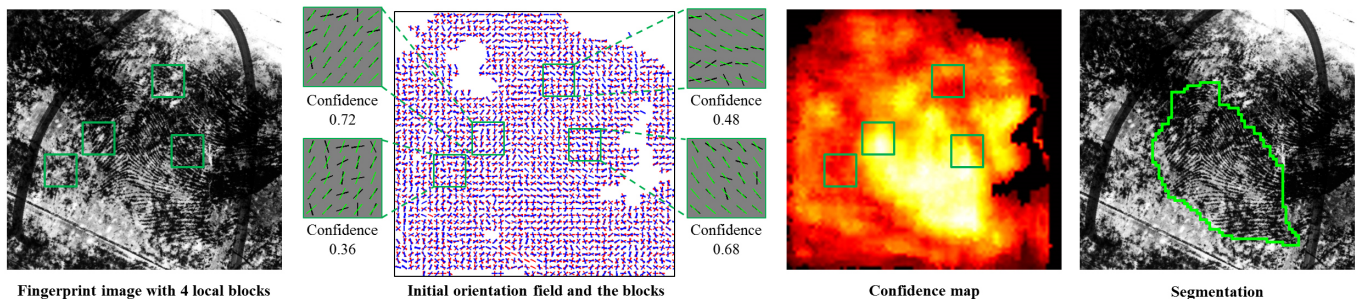 Confidence
0.72
Confidence
0.48
Confidence
0.36
Confidence
0.68
Fingerprint image with 4 local blocks
Initial orientation field and the blocks
Confidence map
Segmentation